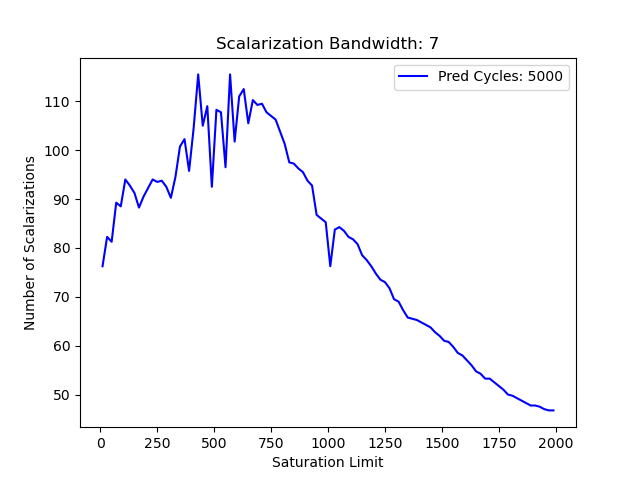 Scalarization Bandwidth: 7
Pred Cycles: 5000
Number of Scalarizations
110
100
90
80
70
60
50
0 250 500 750 1000 1250 1500 1750 2000
Saturation Limit